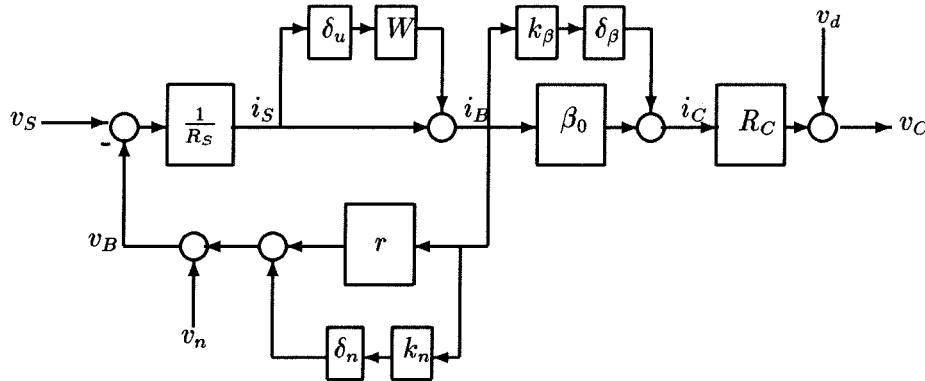 δ_u W k_β δ_β v_d
v_S 1/R_S i_S i_B β_0 i_C R_C v_C
-
v_B r
v_n δ_n k_n